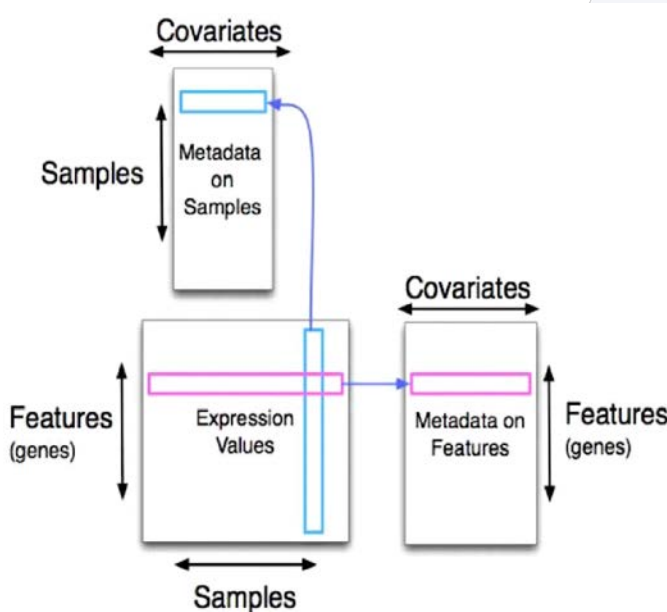 Covariates
Samples
Metadata
on
Samples
Covariates
Features
(genes)
Expression
Values
Metadata on
Features
Features
(genes)
Samples